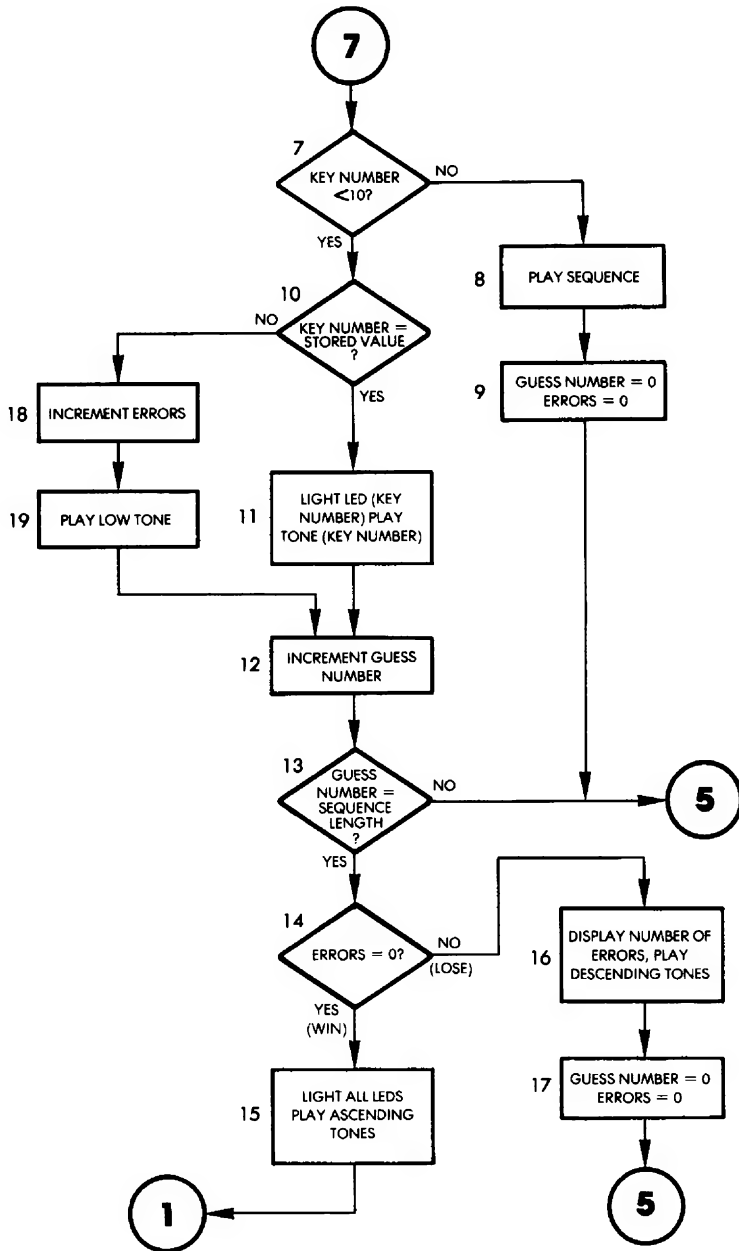 7
7
KEY NUMBER
<10?
NO
YES
8
PLAY SEQUENCE
10
NO
KEY NUMBER =
STORED VALUE
?
YES
9
GUESS NUMBER = 0
ERRORS = 0
18
INCREMENT ERRORS
19
PLAY LOW TONE
11
LIGHT LED (KEY
NUMBER) PLAY
TONE (KEY NUMBER)
12
INCREMENT GUESS
NUMBER
13
GUESS
NUMBER =
SEQUENCE
LENGTH
?
NO
5
YES
14
ERRORS = 0?
NO
(LOSE)
YES
(WIN)
16
DISPLAY NUMBER OF
ERRORS, PLAY
DESCENDING TONES
15
LIGHT ALL LEDS
PLAY ASCENDING
TONES
17
GUESS NUMBER = 0
ERRORS = 0
1
5